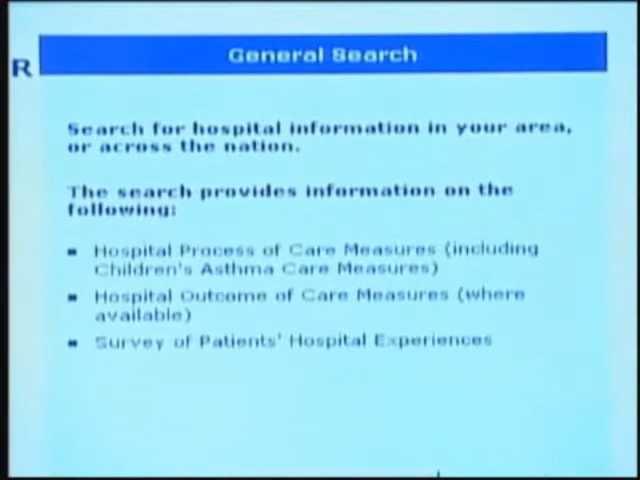 General Search
R
Search for hospital information in your area,
or across the nation.
The search provides information on the
following:
Hospital Process of Care Measures (including
Children's Asthma Care Measures)
Hospital Outcome of Care Measures (where
available)
Survey of Patients' Hospital Experiences